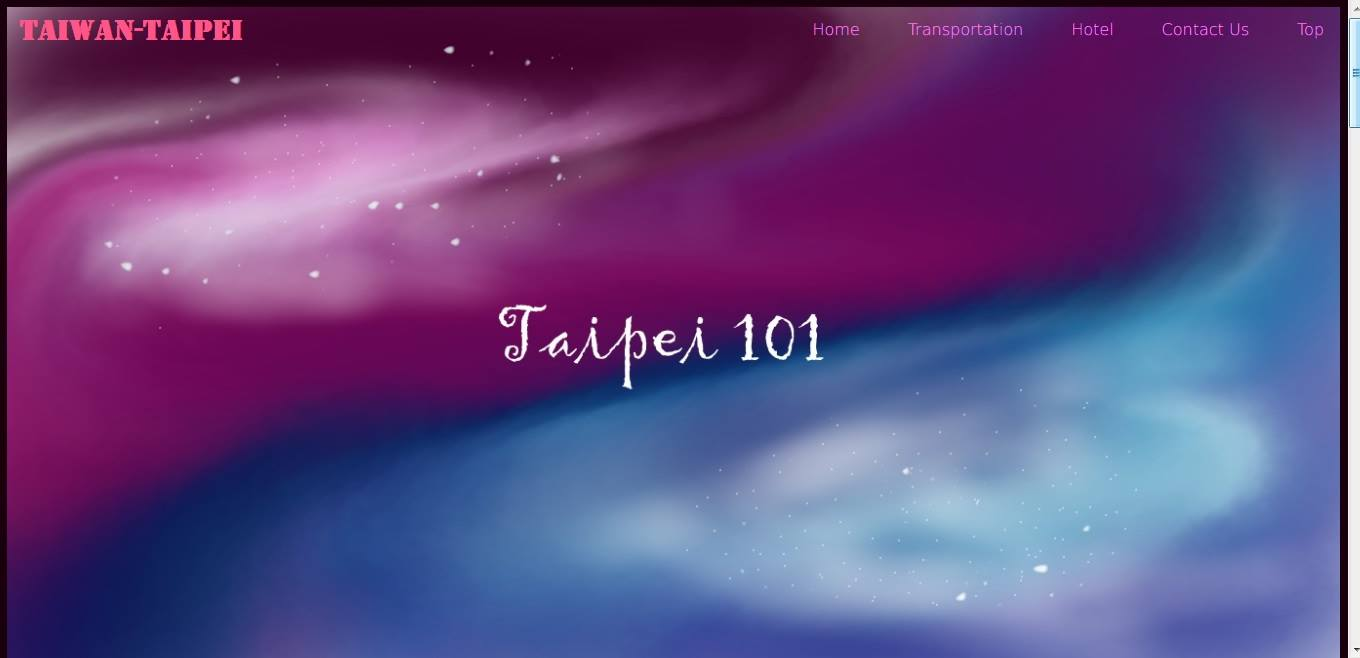 TAIWAN-TAIPEI
Home Transportation Hotel Contact Us Top
Taipei 101